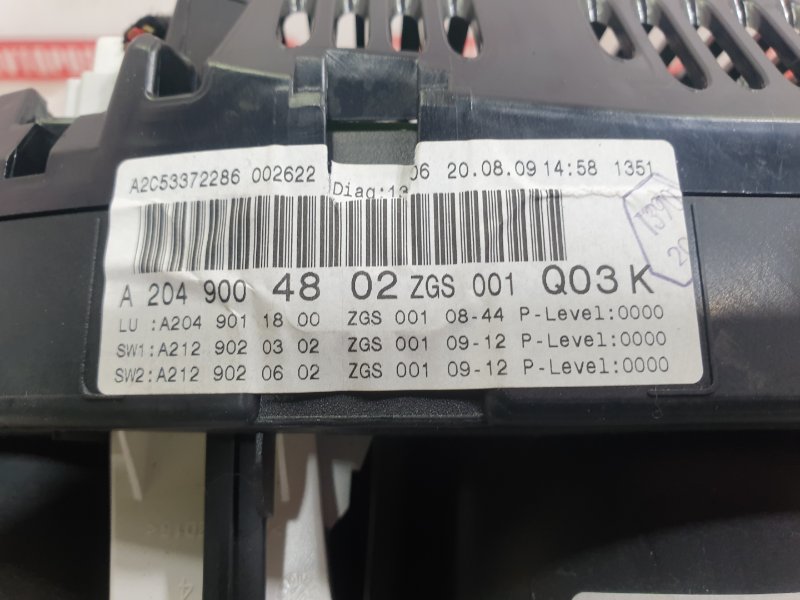 A2C53372286 002622 06 20.08.09 14:58 1351
Diag:13
A 204 900 48 02 ZGS 001 Q03 K
LU :A204 901 18 00 ZGS 001 08-44 P-Level:0000
SW1:A212 902 03 02 ZGS 001 09-12 P-Level:0000
SW2:A212 902 06 02 ZGS 001 09-12 P-Level:0000
4